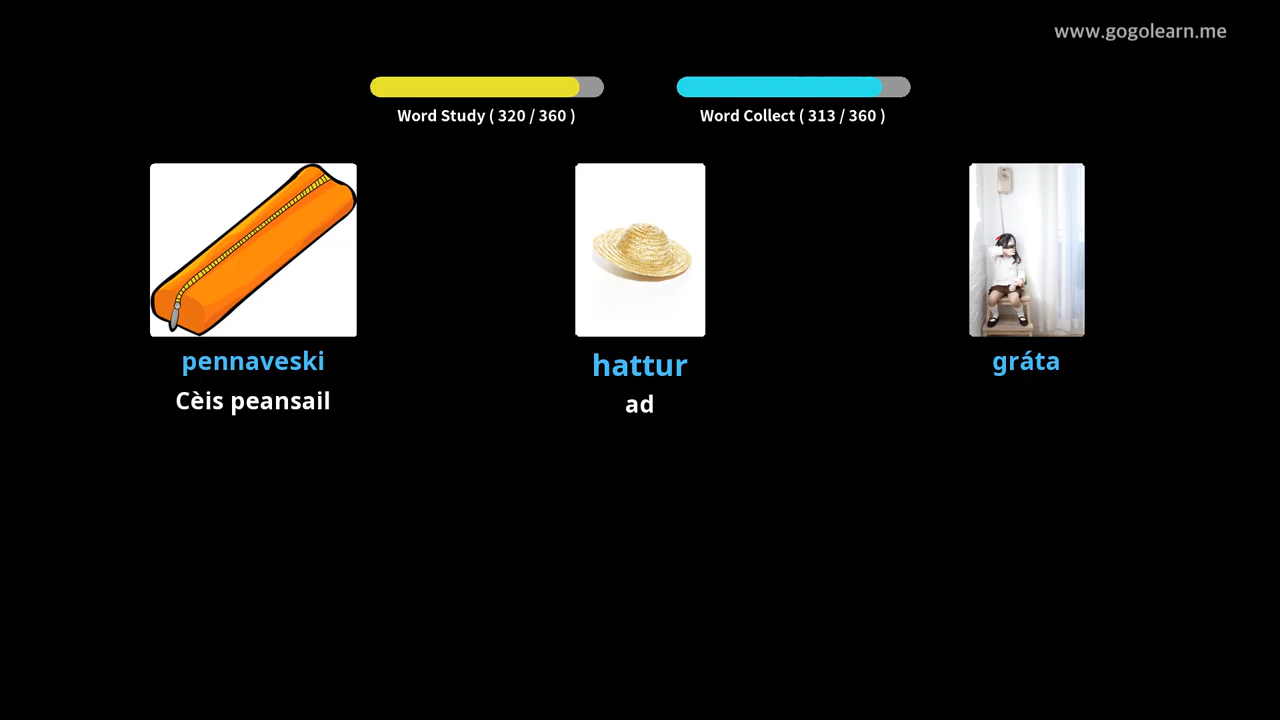 www.gogolearn.me
Word Study ( 320 / 360 )
Word Collect ( 313 / 360 )
pennaveski
Cèis peansail
hattur
ad
gráta